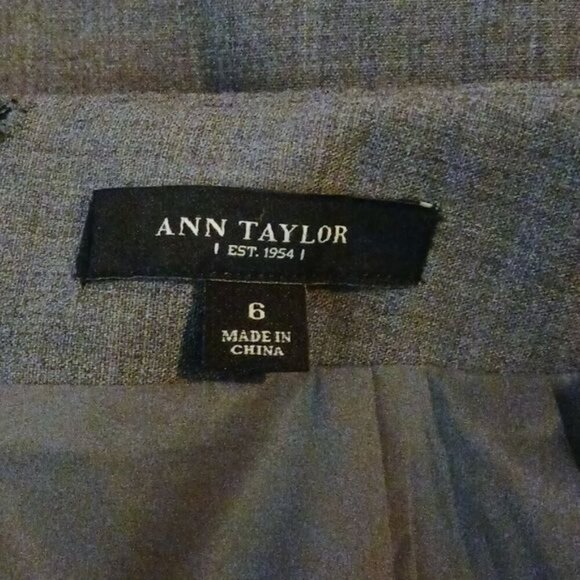 ANN TAYLOR
| EST. 1954 |
6
MADE IN
CHINA